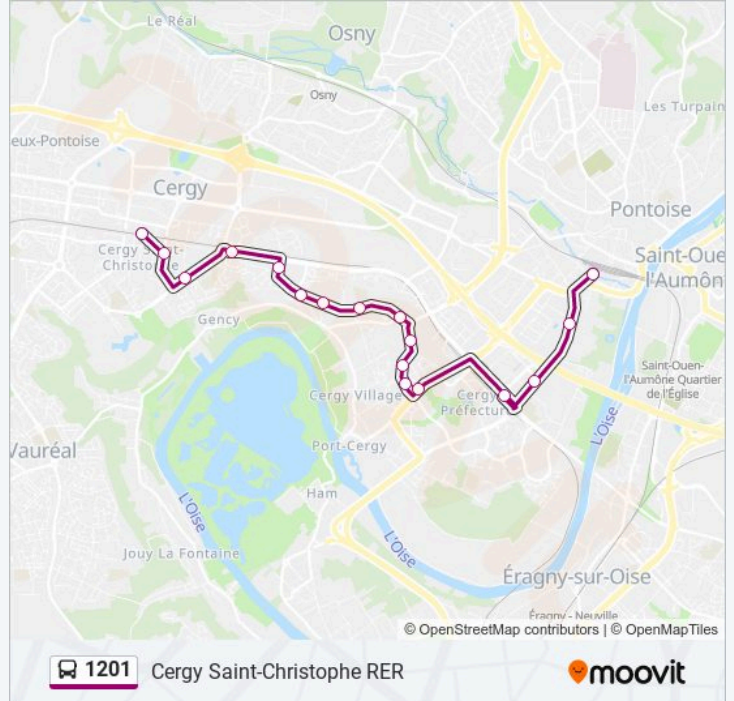 Le Réal
Osny
Osny
Les Turpain
eux-Pontoise
Cergy
Pontoise
Cergy Saint-
Christophe
Saint-Oue
l'Aumôn
Gency
Saint-Ouen-
l'Aumône Quartier
de l'Église
Cergy Village
Cergy
Préfecture
L'Oise
Port-Cergy
Vauréal
Ham
L'Oise
L'Oise
Jouy La Fontaine
Éragny-sur-Oise
Éragny - Neuville
© OpenStreetMap contributors | © OpenMapTiles
1201 Cergy Saint-Christophe RER
moovit